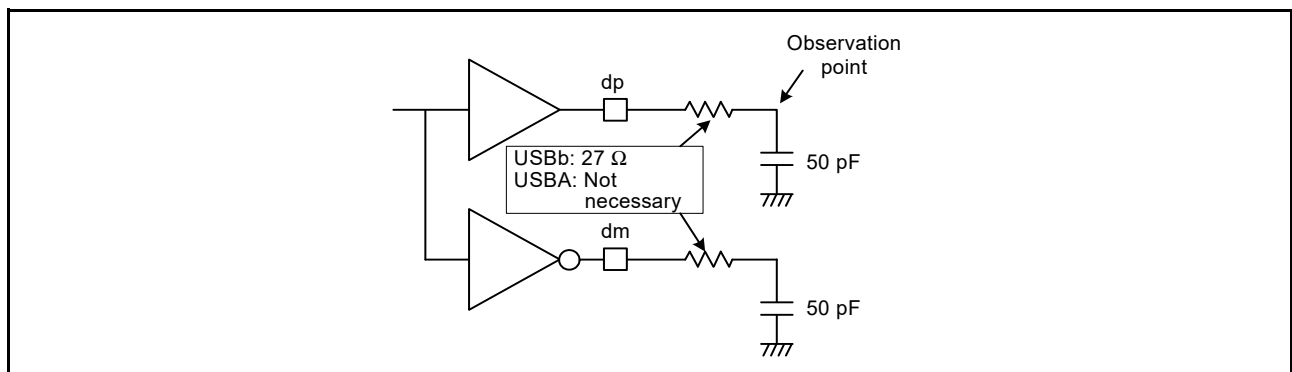 Observation
point
dp
USBb: 27 Ω
USBA: Not
necessary
50 pF
dm
50 pF